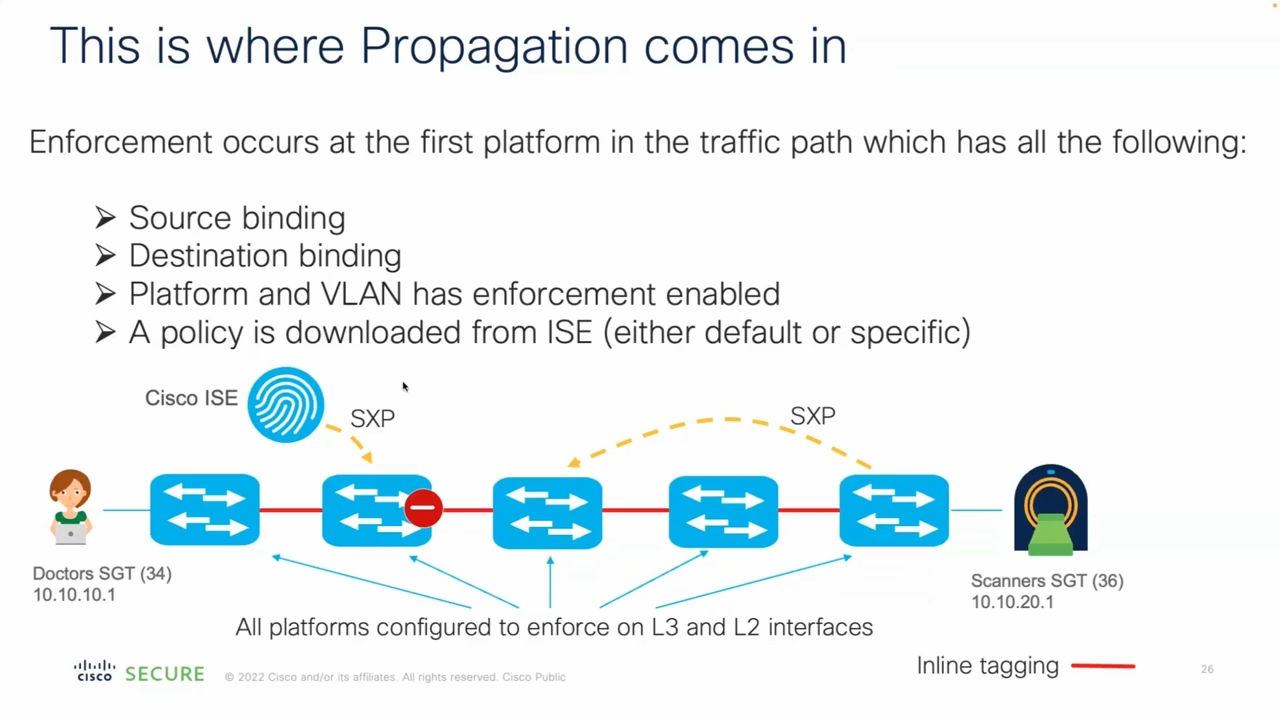 This is where Propagation comes in
Enforcement occurs at the first platform in the traffic path which has all the following:
➢ Source binding
➢ Destination binding
➢ Platform and VLAN has enforcement enabled
➢ A policy is downloaded from ISE (either default or specific)
Cisco ISE
SXP
SXP
Doctors SGT (34)
10.10.10.1
Scanners SGT (36)
10.10.20.1
All platforms configured to enforce on L3 and L2 interfaces
Inline tagging
CISCO SECURE
© 2022 Cisco and/or its affiliates. All rights reserved. Cisco Public
26